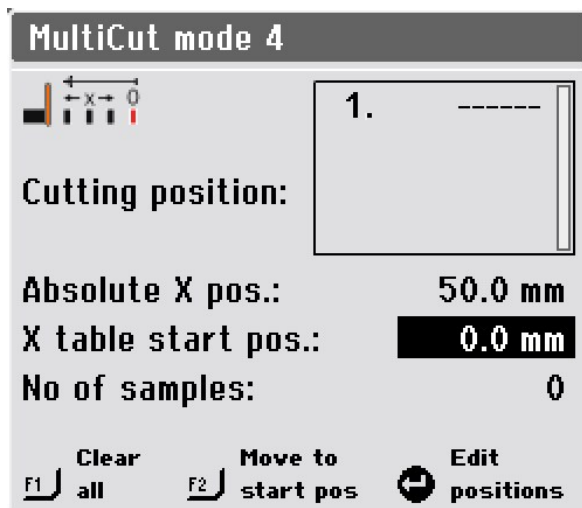 MultiCut mode 4
x 0
1. ------
Cutting position:
Absolute X pos.: 50.0 mm
X table start pos.: 0.0 mm
No of samples: 0
F1 Clear all F2 Move to start pos Edit positions